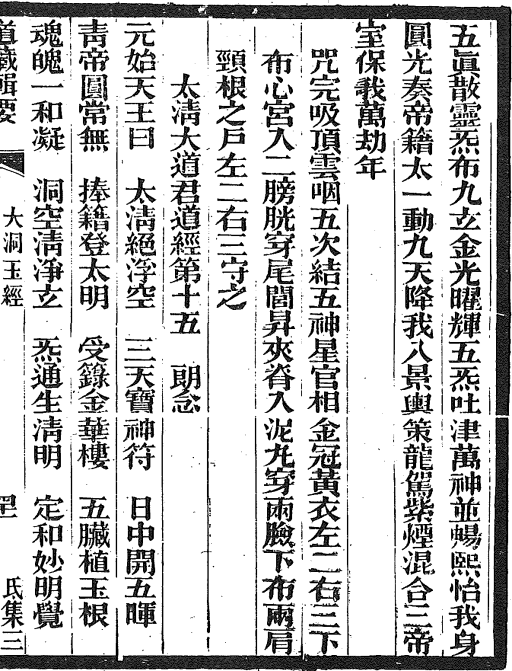 五眞散靈炁布九玄金光曜輝五炁吐津萬神並暢熙怡我身
圓光奏帝籍太一動九天降我八景輿策龍駕紫煙混合三帝
室保我萬劫年
咒完吸頂雲咽五次結五神星官相金冠黃衣左二右三下
布心宮入二膀胱穿尾閭昇夾脊入泥丸穿兩臉下布兩肩
頸根之戶左二右三守之
太淸大道君道經第十五 朗念
元始天王曰 太淸絕浮空 三天寶神符 日中開五暉
靑帝圓常無 捧籍登太明 受籙金華樓 五臟植玉根
魂魄一和凝 洞空淸凈玄 炁通生淸明 定和妙明覺
道藏輯要 大洞玉經 氐集三